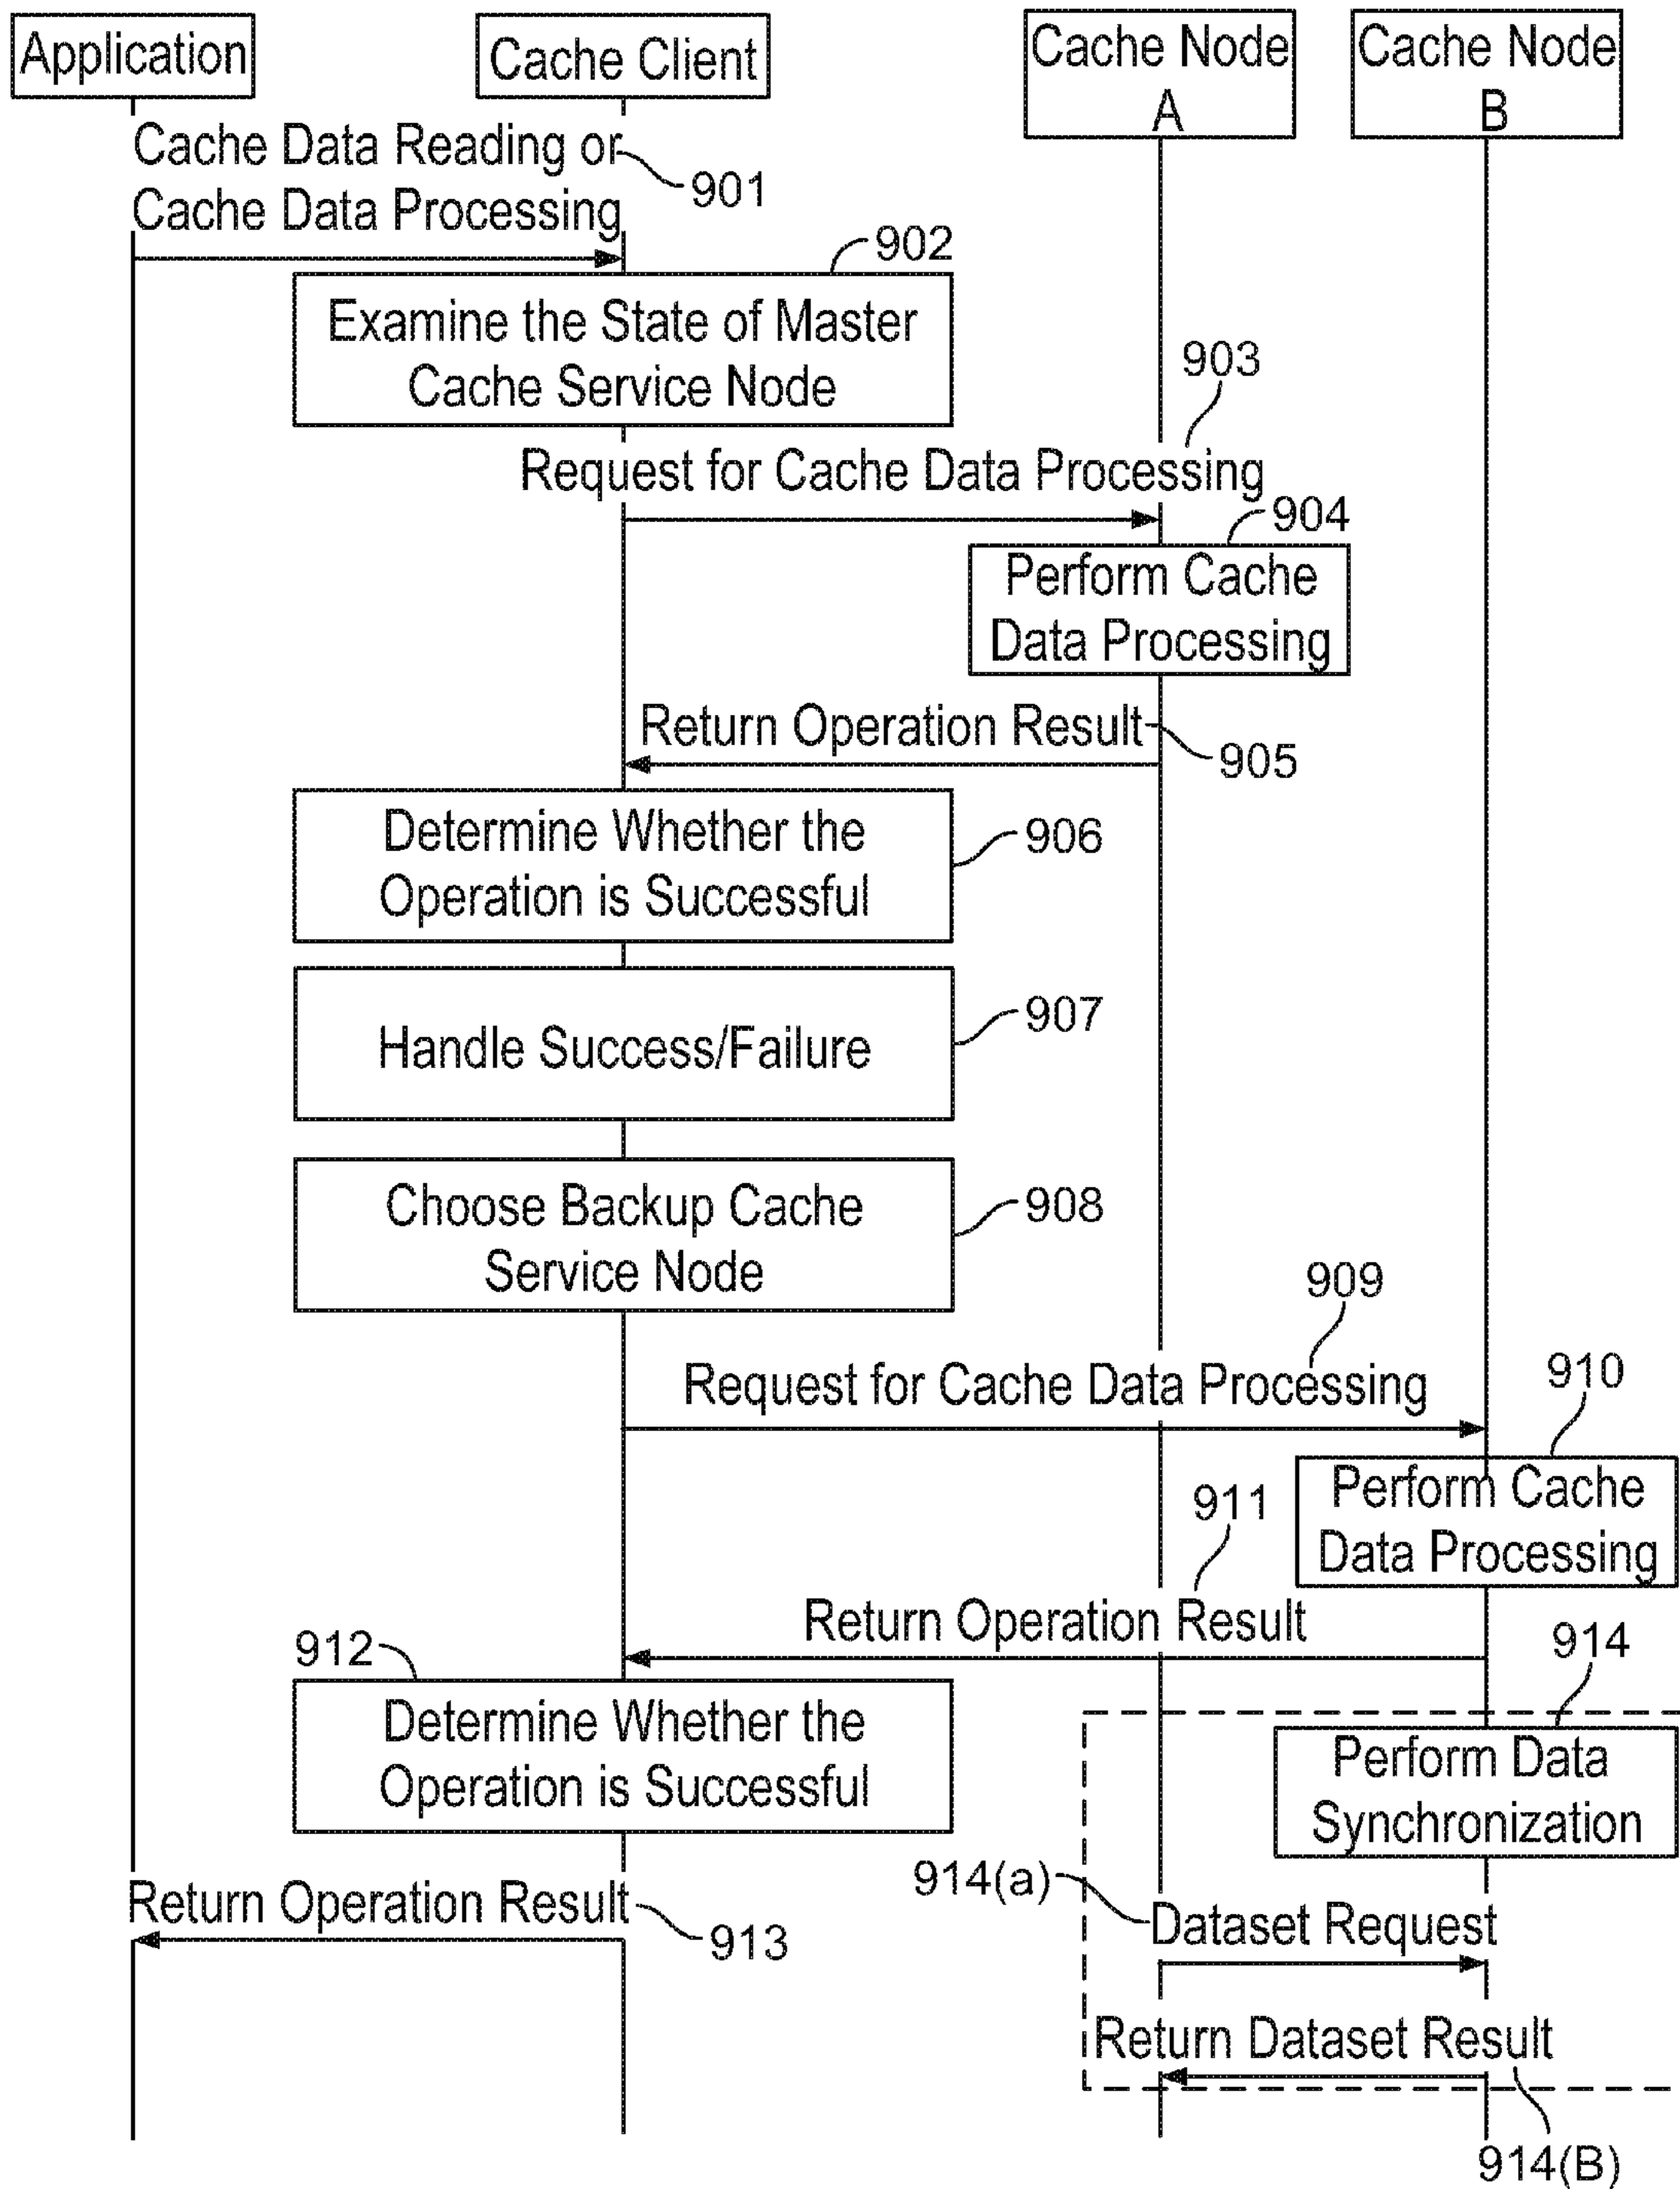 Application
Cache Client
Cache Node
A
Cache Node
B
Cache Data Reading or
Cache Data Processing
901
902
Examine the State of Master
Cache Service Node
903
Request for Cache Data Processing
904
Perform Cache
Data Processing
Return Operation Result
905
Determine Whether the
Operation is Successful
906
Handle Success/Failure
907
Choose Backup Cache
Service Node
908
909
Request for Cache Data Processing
910
Perform Cache
Data Processing
911
Return Operation Result
912
Determine Whether the
Operation is Successful
914
Perform Data
Synchronization
Return Operation Result
913
914(a)
Dataset Request
Return Dataset Result
914(B)